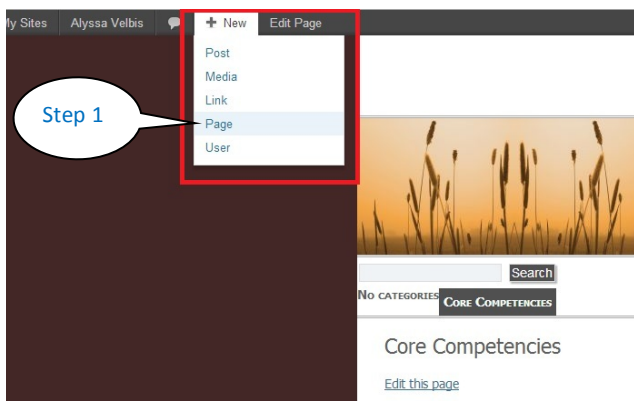 My Sites Alyssa Velbis + New Edit Page
Post
Media
Link
Page
User
Step 1
Search
NO CATEGORIES CORE COMPETENCIES
Core Competencies
Edit this page